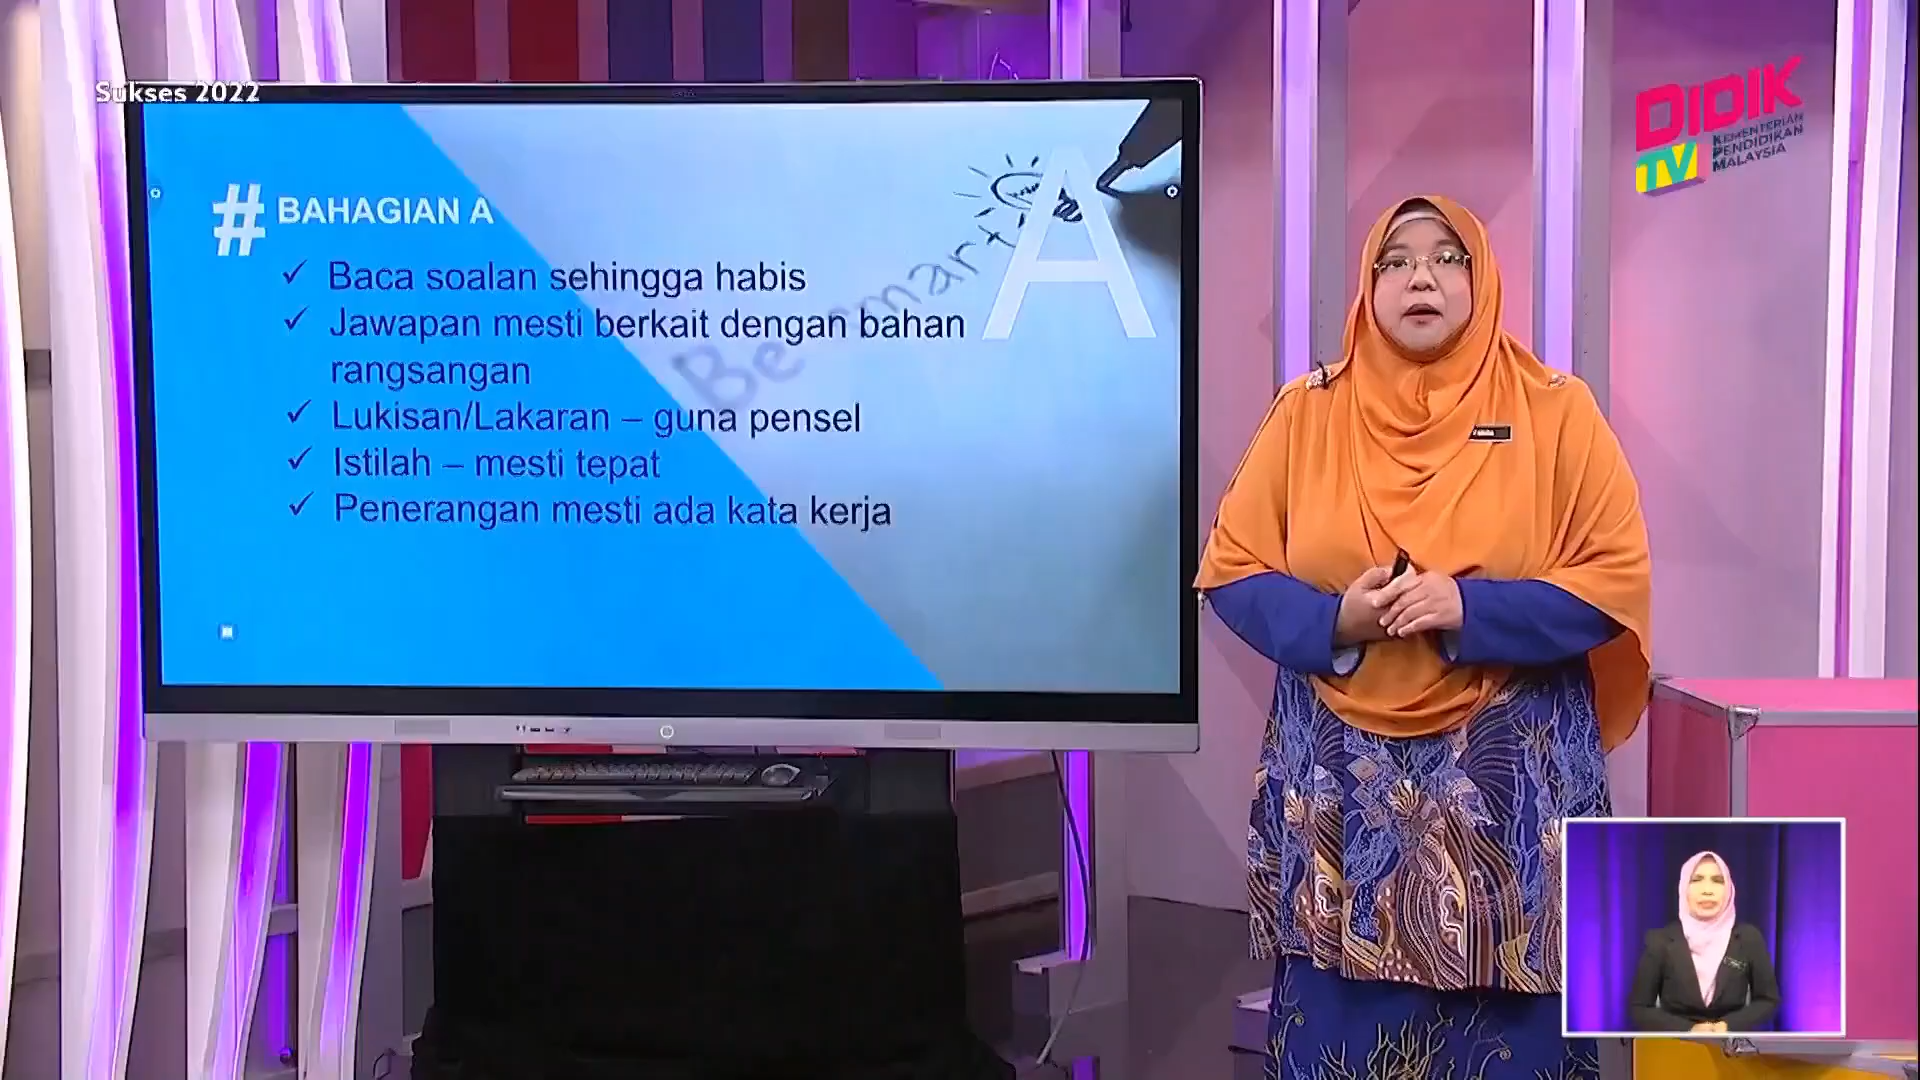 Sukses 2022
DIDIK
TV
KEMENTERIAN
PENDIDIKAN
MALAYSIA
A
# BAHAGIAN A
✓ Baca soalan sehingga habis
✓ Jawapan mesti berkait dengan bahan
rangsangan
✓ Lukisan/Lakaran – guna pensel
✓ Istilah – mesti tepat
✓ Penerangan mesti ada kata kerja